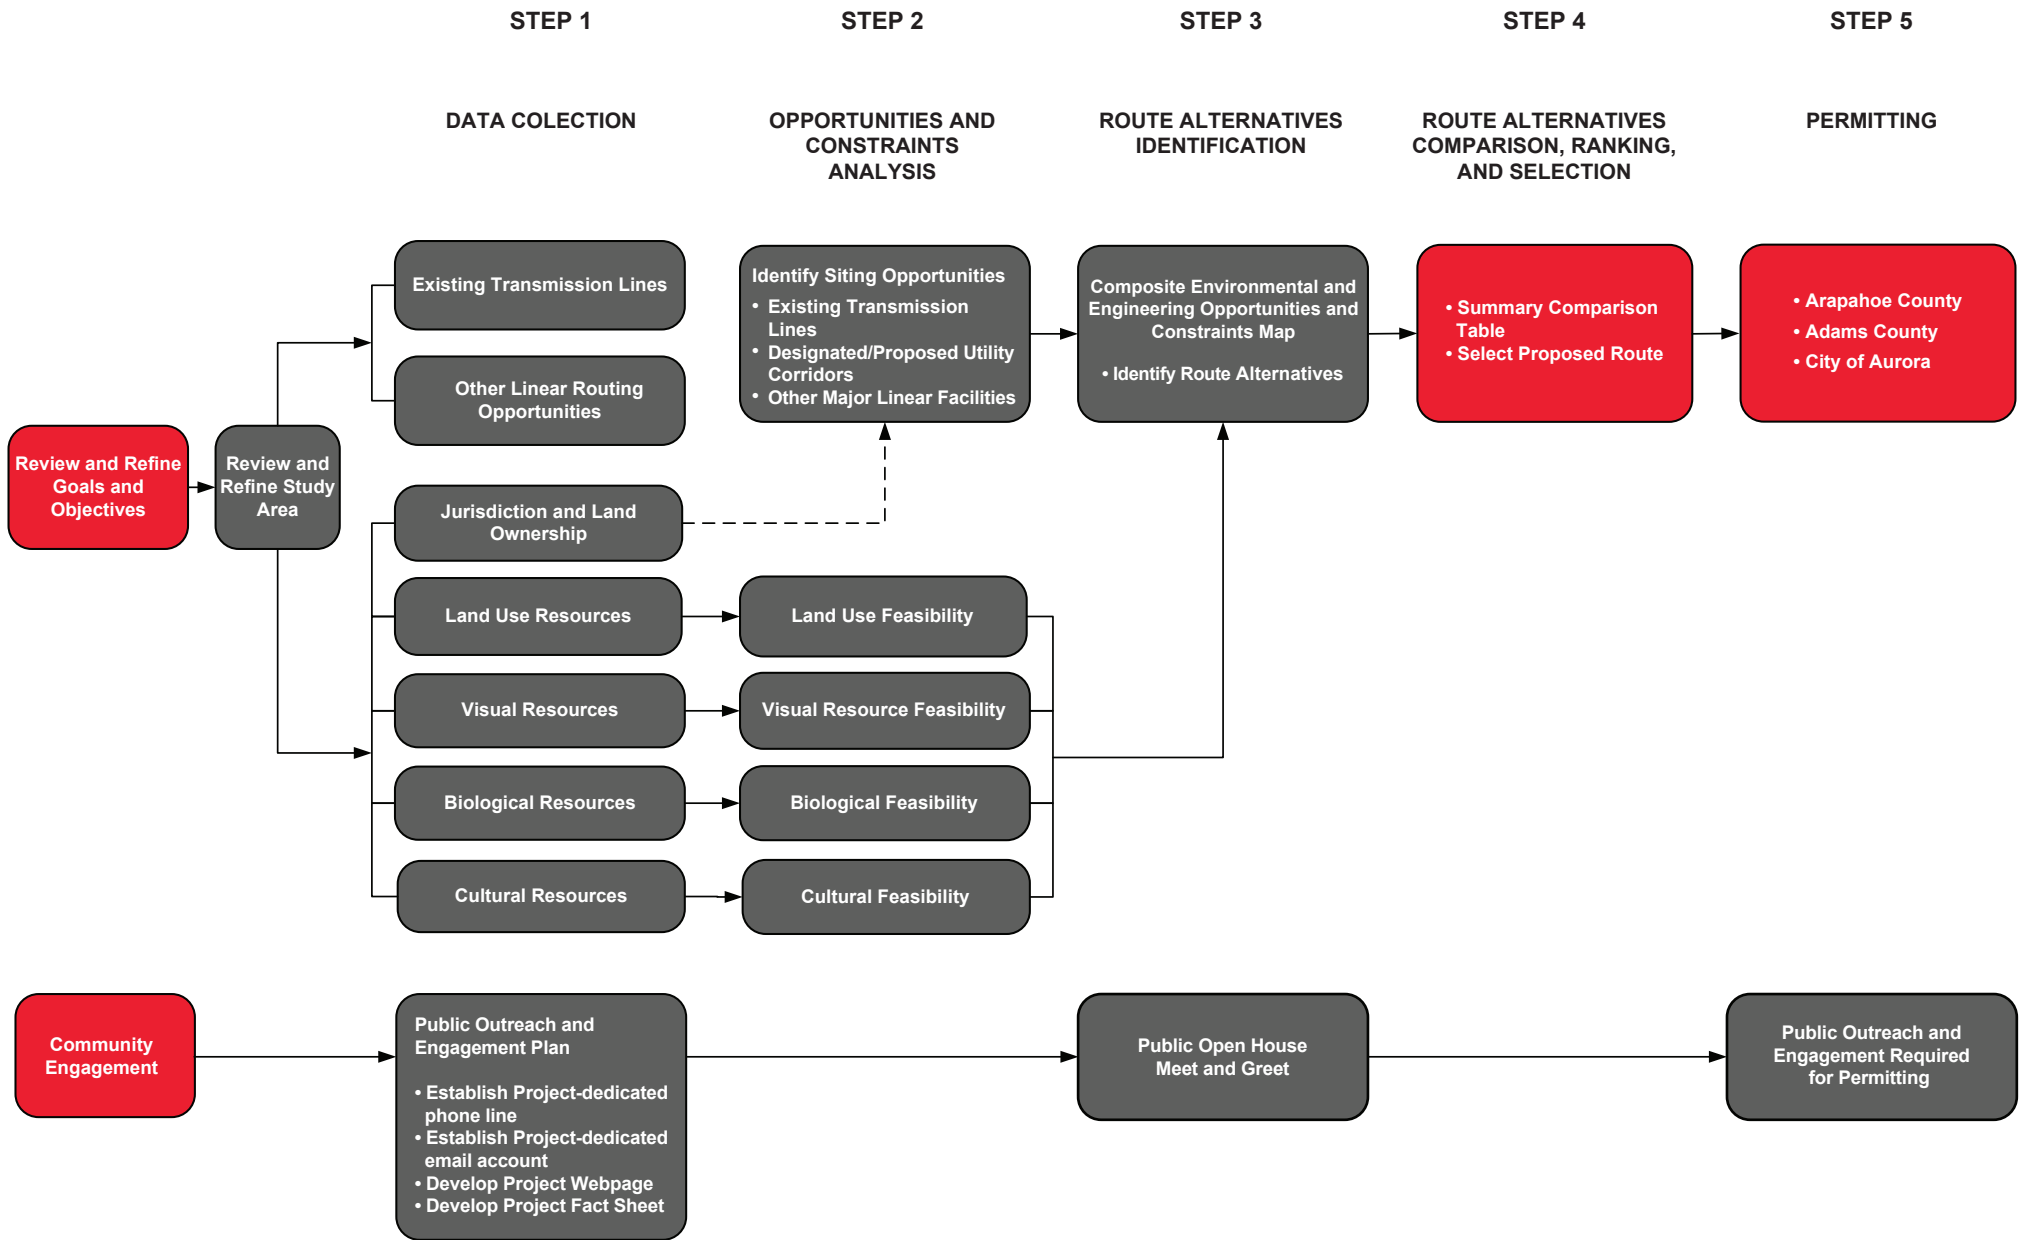 STEP 1
STEP 2
STEP 3
STEP 4
STEP 5
DATA COLECTION
OPPORTUNITIES AND
CONSTRAINTS
ANALYSIS
ROUTE ALTERNATIVES
IDENTIFICATION
ROUTE ALTERNATIVES
COMPARISON, RANKING,
AND SELECTION
PERMITTING
Review and Refine
Goals and
Objectives
Review and
Refine Study
Area
Existing Transmission Lines
Other Linear Routing
Opportunities
Jurisdiction and Land
Ownership
Land Use Resources
Visual Resources
Biological Resources
Cultural Resources
Identify Siting Opportunities
• Existing Transmission
Lines
• Designated/Proposed Utility
Corridors
• Other Major Linear Facilities
Land Use Feasibility
Visual Resource Feasibility
Biological Feasibility
Cultural Feasibility
Composite Environmental and
Engineering Opportunities and
Constraints Map
• Identify Route Alternatives
• Summary Comparison
Table
• Select Proposed Route
• Arapahoe County
• Adams County
• City of Aurora
Community
Engagement
Public Outreach and
Engagement Plan
• Establish Project-dedicated
phone line
• Establish Project-dedicated
email account
• Develop Project Webpage
• Develop Project Fact Sheet
Public Open House
Meet and Greet
Public Outreach and
Engagement Required
for Permitting